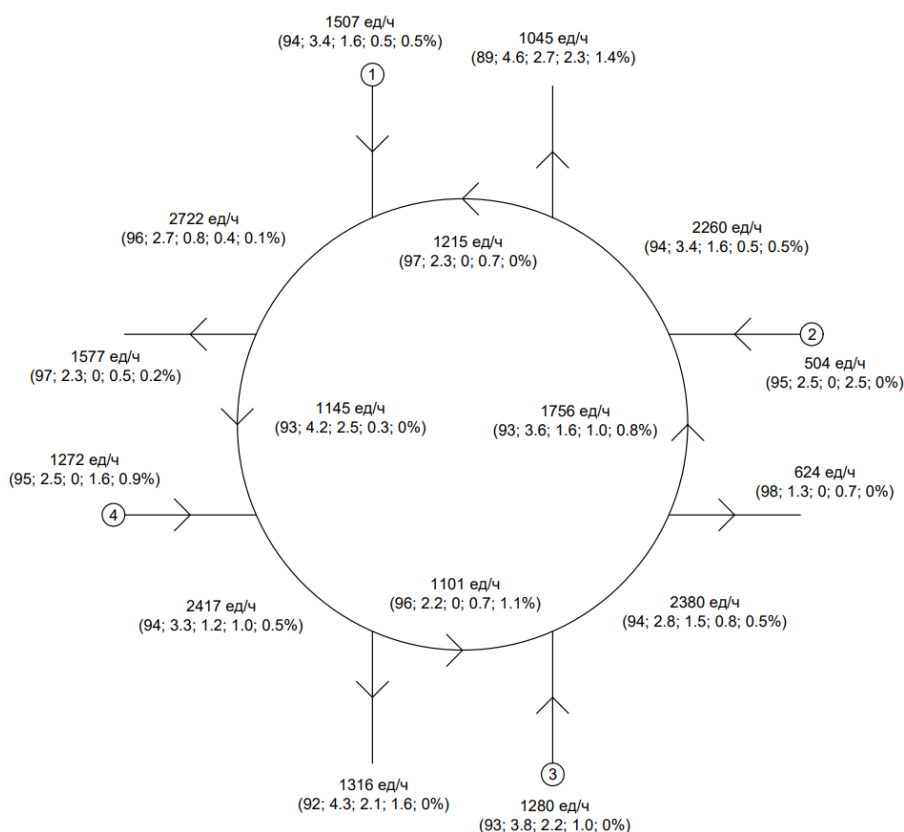 1507 ед/ч
(94; 3.4; 1.6; 0.5; 0.5%)
1
1045 ед/ч
(89; 4.6; 2.7; 2.3; 1.4%)
2722 ед/ч
(96; 2.7; 0.8; 0.4; 0.1%)
1215 ед/ч
(97; 2.3; 0; 0.7; 0%)
2260 ед/ч
(94; 3.4; 1.6; 0.5; 0.5%)
1577 ед/ч
(97; 2.3; 0; 0.5; 0.2%)
2
504 ед/ч
(95; 2.5; 0; 2.5; 0%)
1145 ед/ч
(93; 4.2; 2.5; 0.3; 0%)
1756 ед/ч
(93; 3.6; 1.6; 1.0; 0.8%)
1272 ед/ч
(95; 2.5; 0; 1.6; 0.9%)
4
624 ед/ч
(98; 1.3; 0; 0.7; 0%)
2417 ед/ч
(94; 3.3; 1.2; 1.0; 0.5%)
1101 ед/ч
(96; 2.2; 0; 0.7; 1.1%)
2380 ед/ч
(94; 2.8; 1.5; 0.8; 0.5%)
1316 ед/ч
(92; 4.3; 2.1; 1.6; 0%)
3
1280 ед/ч
(93; 3.8; 2.2; 1.0; 0%)